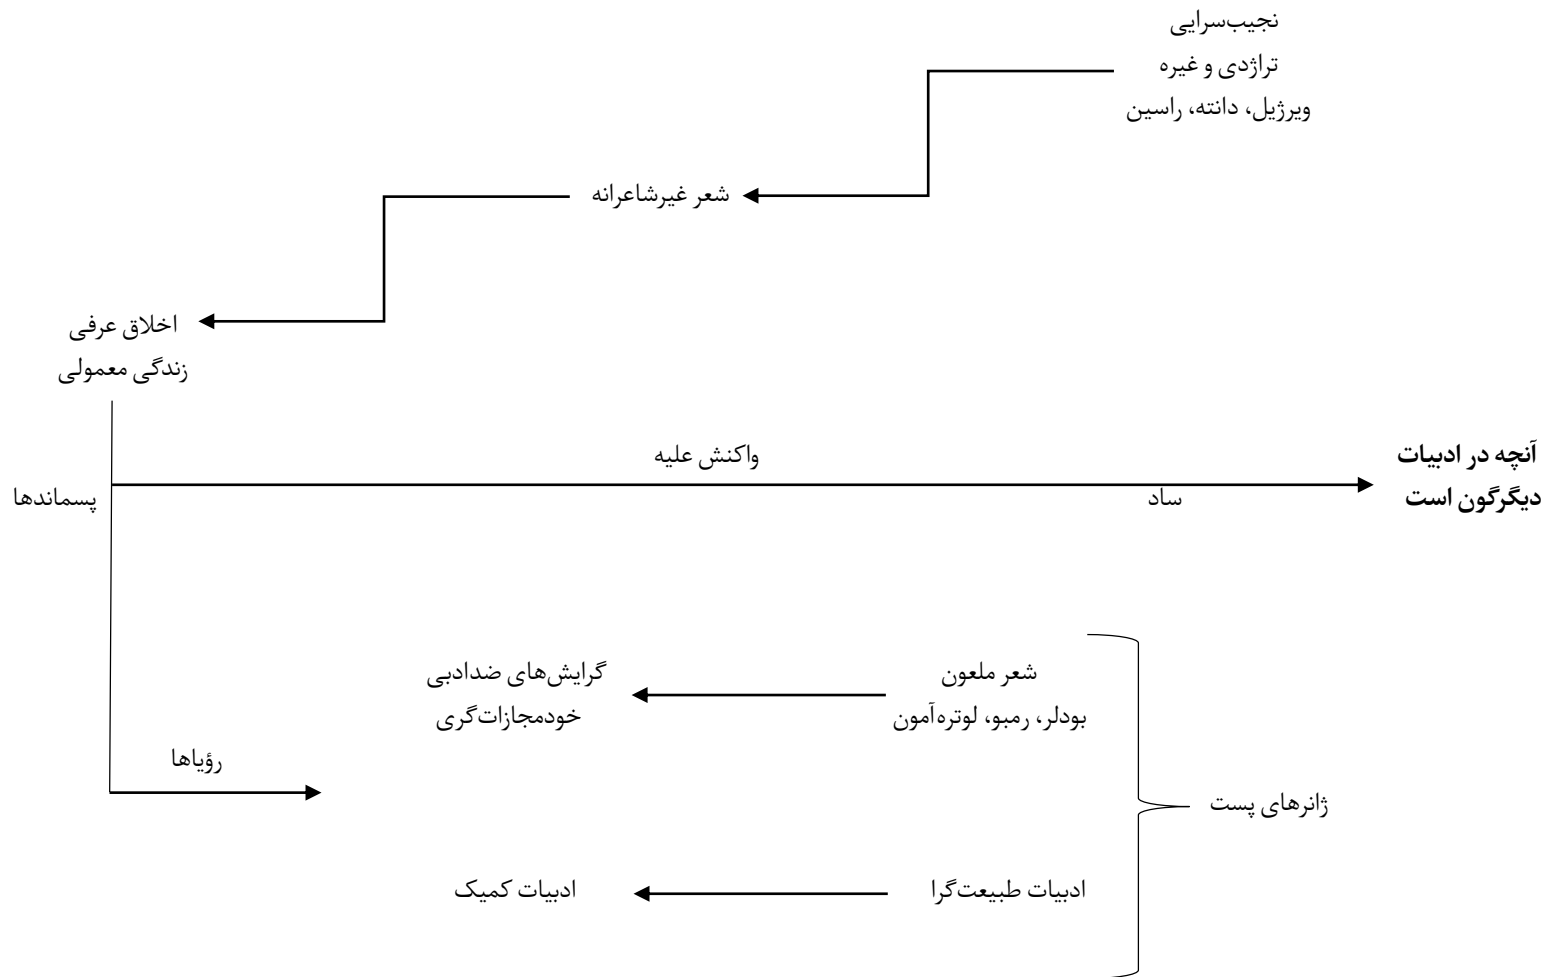 نجیب‌سرایی
تراژدی و غیره
ویرژیل، دانته، راسین
شعر غیرشاعرانه
اخلاق عرفی
زندگی معمولی
آنچه در ادبیات
دیگرگون است
واکنش علیه
ساد
پسماندها
شعر ملعون
بودلر، رمبو، لوتره‌آمون
گرایش‌های ضدادبی
خودمجازات‌گری
رؤیاها
ژانرهای پست
ادبیات طبیعت‌گرا
ادبیات کمیک